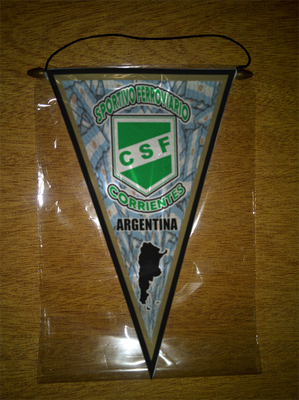 SPORTIVO FERROVIARIO
CSF
CORRIENTES
ARGENTINA